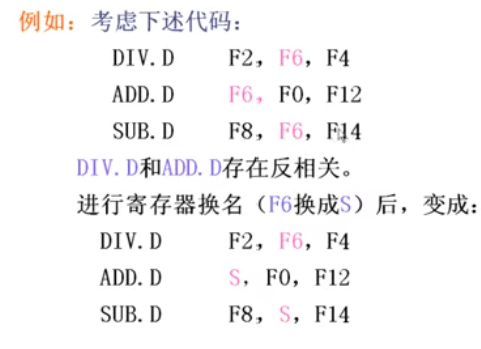 例如：考虑下述代码：
DIV.D F2，F6，F4
ADD.D F6，F0，F12
SUB.D F8，F6，F14
DIV.D和ADD.D存在反相关。
进行寄存器换名（F6换成S）后，变成：
DIV.D F2，F6，F4
ADD.D S，F0，F12
SUB.D F8，S，F14